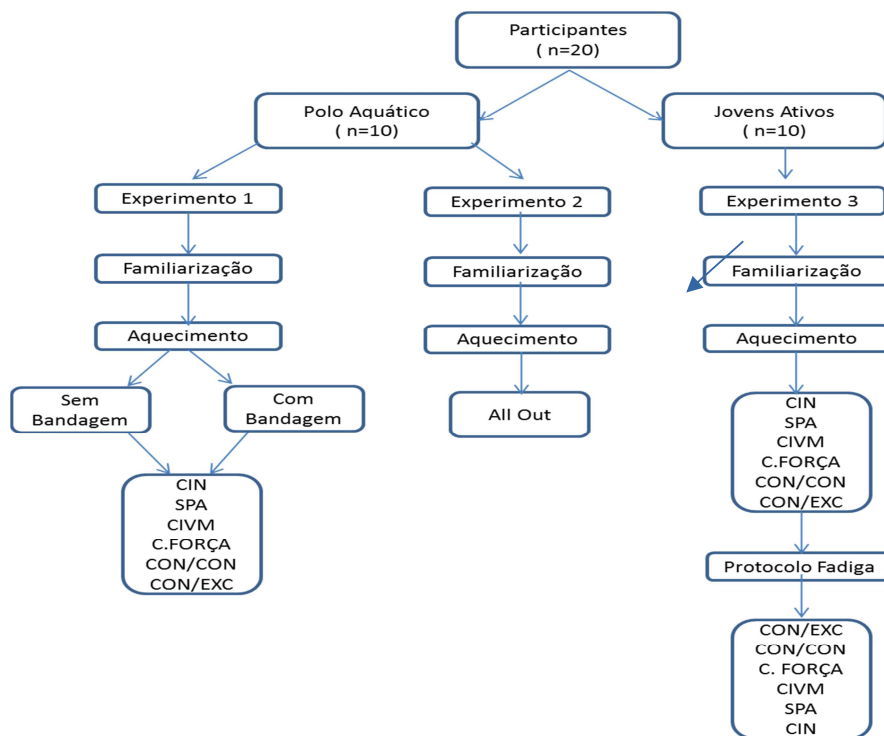 Participantes
( n=20)
Polo Aquático
( n=10)
Jovens Ativos
( n=10)
Experimento 1
Experimento 2
Experimento 3
Familiarização
Familiarização
Familiarização
Aquecimento
Aquecimento
Aquecimento
Sem
Bandagem
Com
Bandagem
All Out
CIN
SPA
CIVM
C.FORÇA
CON/CON
CON/EXC
CIN
SPA
CIVM
C.FORÇA
CON/CON
CON/EXC
Protocolo Fadiga
CON/EXC
CON/CON
C. FORÇA
CIVM
SPA
CIN